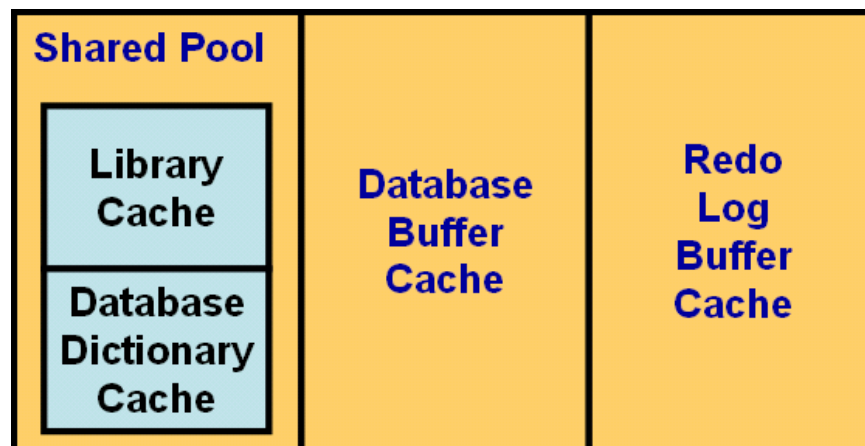 Shared Pool
Library
Cache
Database
Dictionary
Cache
Database
Buffer
Cache
Redo
Log
Buffer
Cache